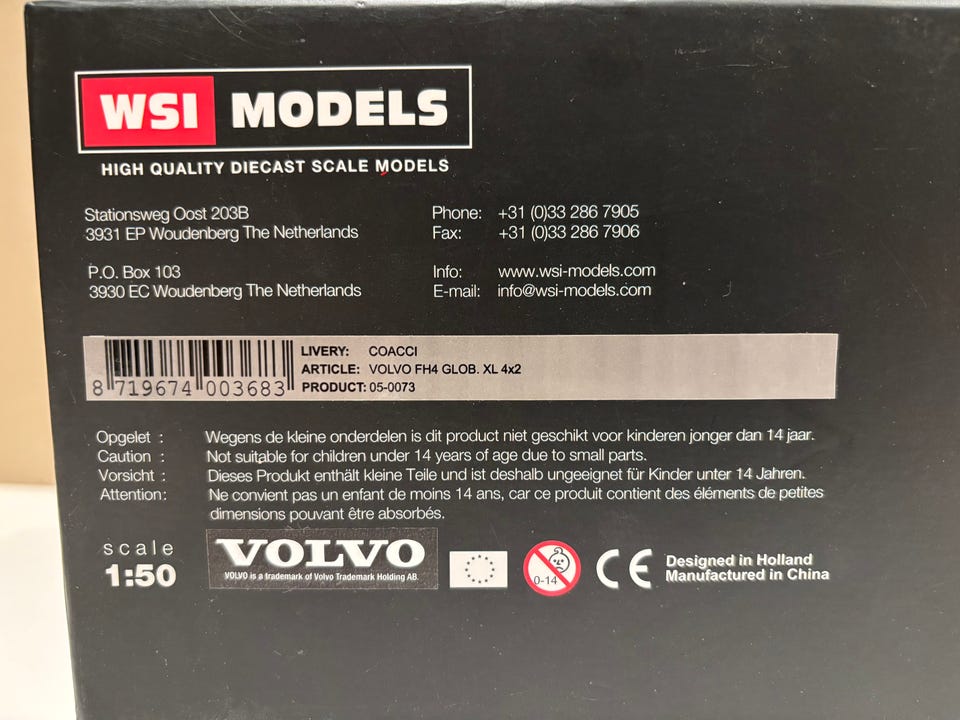 WSI MODELS
HIGH QUALITY DIECAST SCALE MODELS
Stationsweg Oost 203B
3931 EP Woudenberg The Netherlands
P.O. Box 103
3930 EC Woudenberg The Netherlands
Phone: +31 (0)33 286 7905
Fax: +31 (0)33 286 7906
Info: www.wsi-models.com
E-mail: info@wsi-models.com
8 719674 003683
LIVERY: COACCI
ARTICLE: VOLVO FH4 GLOB. XL 4x2
PRODUCT: 05-0073
Opgelet : Wegens de kleine onderdelen is dit product niet geschikt voor kinderen jonger dan 14 jaar.
Caution : Not suitable for children under 14 years of age due to small parts.
Vorsicht : Dieses Produkt enthält kleine Teile und ist deshalb ungeeignet für Kinder unter 14 Jahren.
Attention: Ne convient pas un enfant de moins 14 ans, car ce produit contient des éléments de petites
dimensions pouvant être absorbés.
scale
1:50
VOLVO
VOLVO is a trademark of Volvo Trademark Holding AB.
0-14
CE
Designed in Holland
Manufactured in China